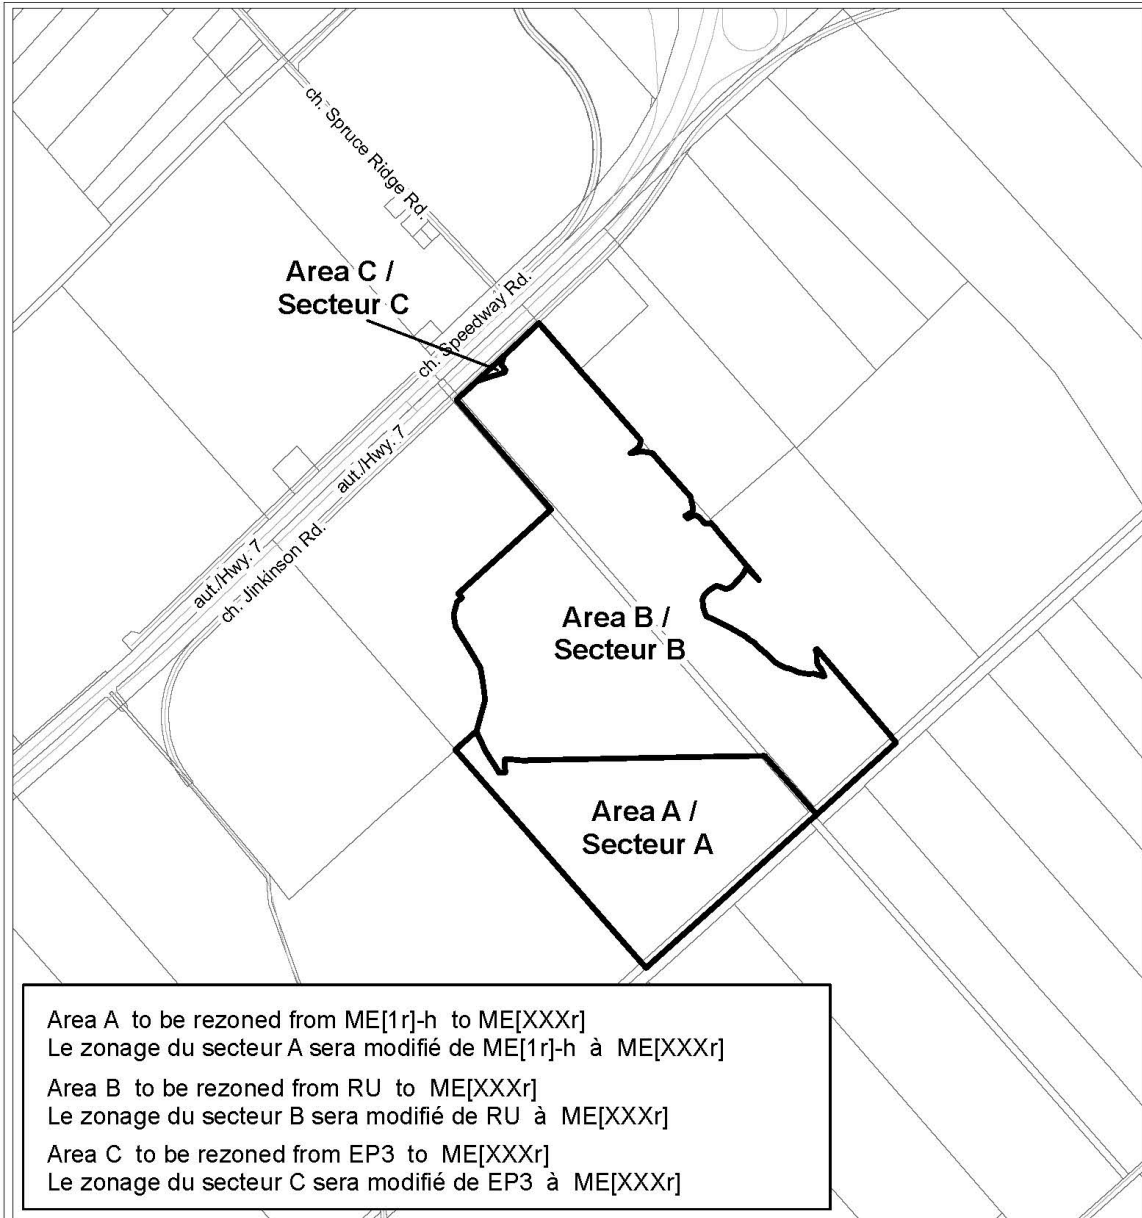 ch. Spruce Ridge Rd.
Area C /
Secteur C
ch. Speedway Rd.
aut./Hwy. 7
aut./Hwy. 7
ch. Jinkinson Rd.
Area B /
Secteur B
Area A /
Secteur A
Area A to be rezoned from ME[1r]-h to ME[XXXr]
Le zonage du secteur A sera modifié de ME[1r]-h à ME[XXXr]
Area B to be rezoned from RU to ME[XXXr]
Le zonage du secteur B sera modifié de RU à ME[XXXr]
Area C to be rezoned from EP3 to ME[XXXr]
Le zonage du secteur C sera modifié de EP3 à ME[XXXr]